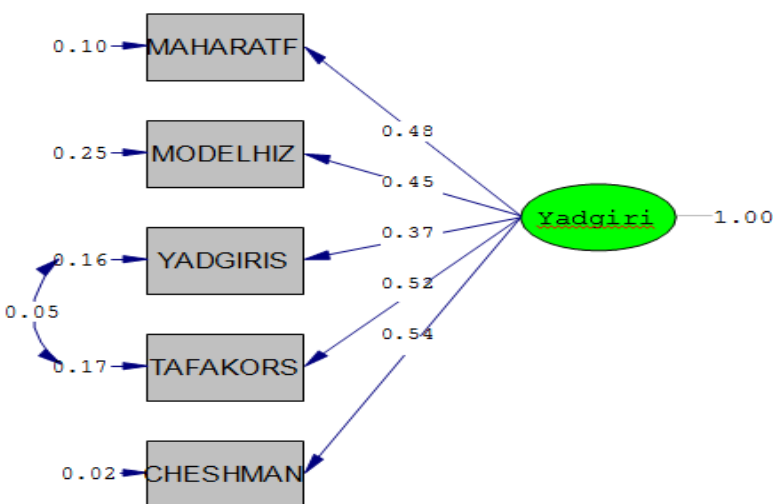 0.10 MAHARATF
0.48
0.25 MODELHIZ
0.45
Yadgiri 1.00
0.37
0.16 YADGIRIS
0.52
0.05
0.54
0.17 TAFAKORS
0.02 CHESHMAN